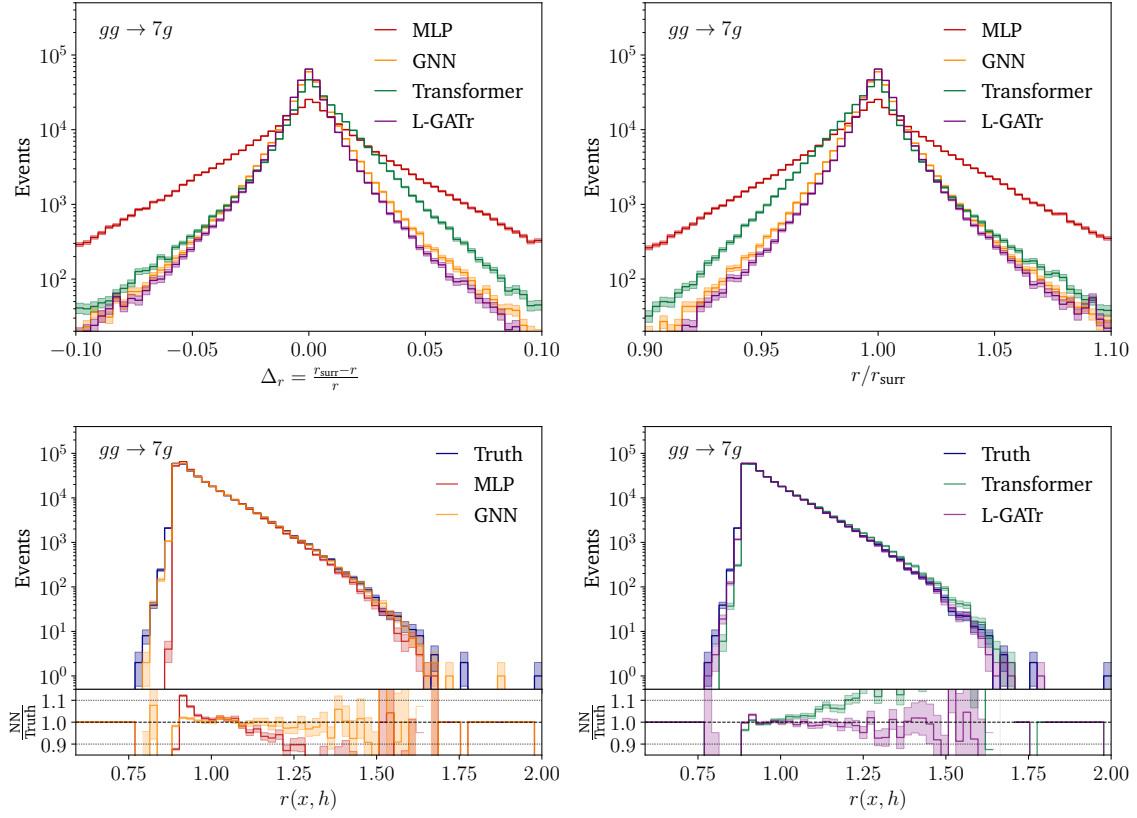 gg → 7g
MLP
GNN
Transformer
L-GATr
Events
10^5
10^4
10^3
10^2
−0.10 −0.05 0.00 0.05 0.10
Δ_r = (r_surr − r)/r
gg → 7g
MLP
GNN
Transformer
L-GATr
Events
10^5
10^4
10^3
10^2
0.90 0.95 1.00 1.05 1.10
r/r_surr
gg → 7g
Truth
MLP
GNN
Events
10^5
10^4
10^3
10^2
10^1
10^0
NN/Truth
1.1
1.0
0.9
0.75 1.00 1.25 1.50 1.75 2.00
r(x, h)
gg → 7g
Truth
Transformer
L-GATr
Events
10^5
10^4
10^3
10^2
10^1
10^0
NN/Truth
1.1
1.0
0.9
0.75 1.00 1.25 1.50 1.75 2.00
r(x, h)